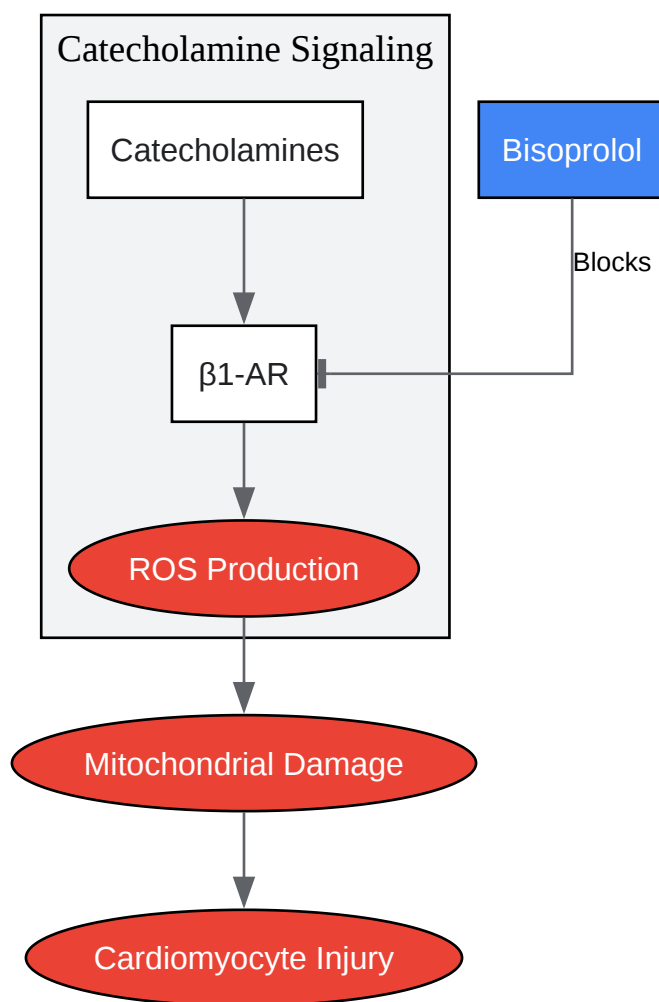 Catecholamine Signaling
Catecholamines
Bisoprolol
Blocks
β1-AR
ROS Production
Mitochondrial Damage
Cardiomyocyte Injury